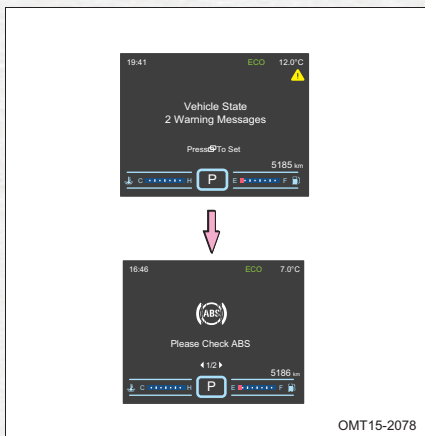 19:41 ECO 12.0°C
!
Vehicle State
2 Warning Messages
Press To Set
5185 km
C H P E F
16:46 ECO 7.0°C
(ABS)
Please Check ABS
1/2
5186 km
C H P E F
OMT15-2078